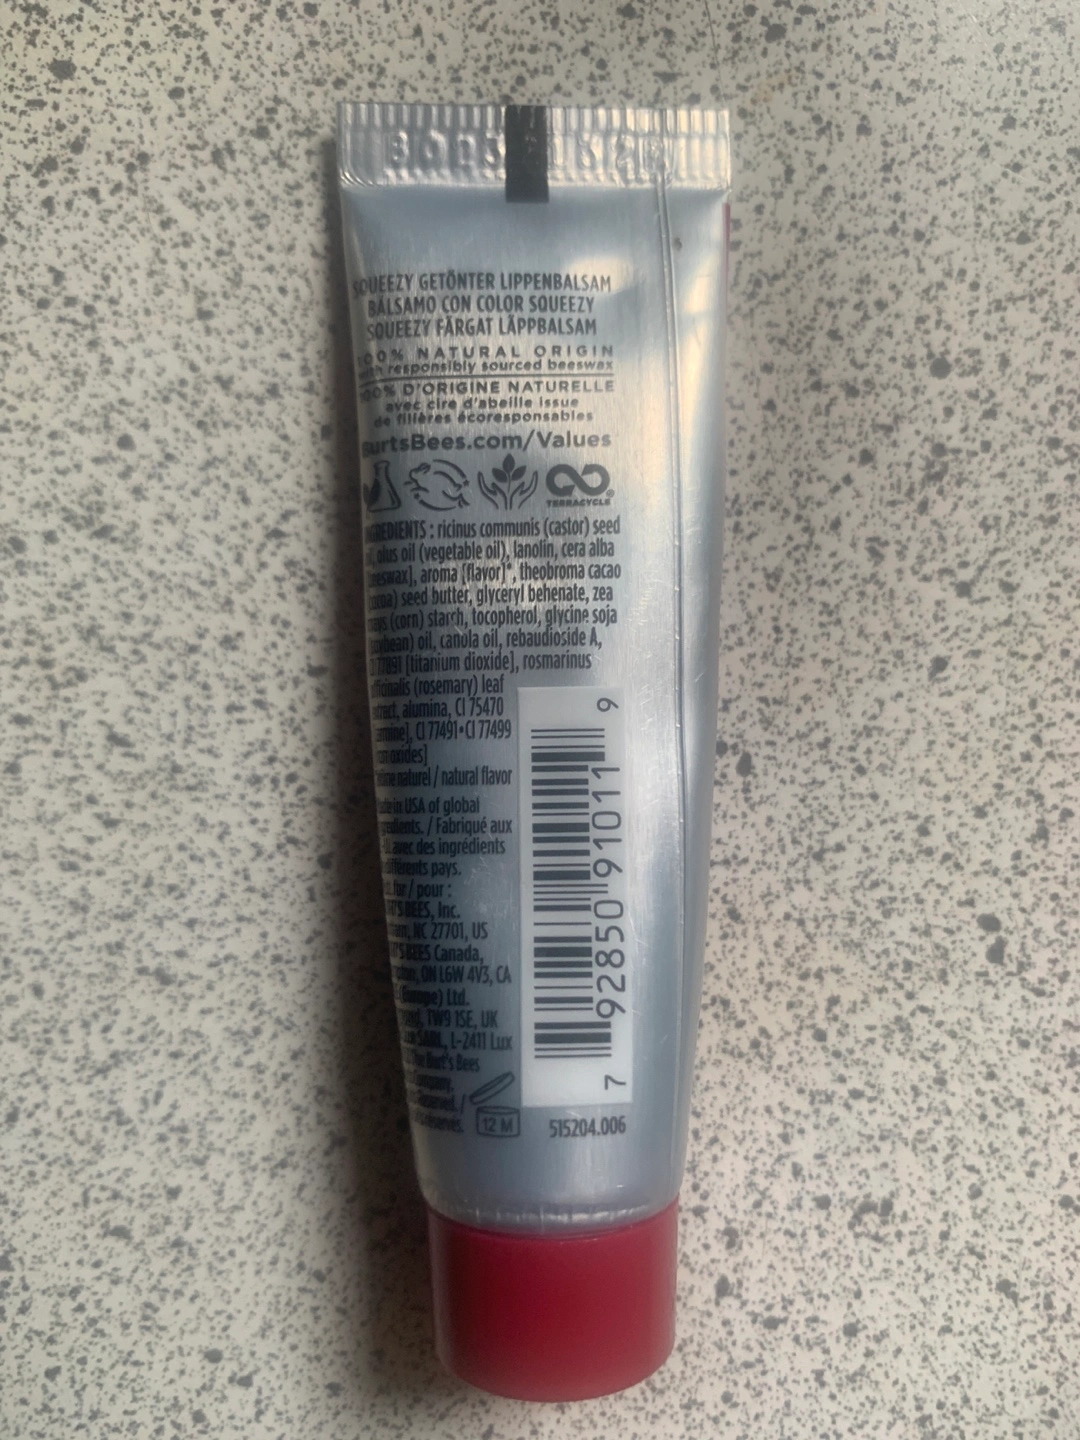 SQUEEZY GETÖNTER LIPPENBALSAM
BÁLSAMO CON COLOR SQUEEZY
SQUEEZY FÄRGAT LÄPPBALSAM
100% NATURAL ORIGIN
with responsibly sourced beeswax
100% D'ORIGINE NATURELLE
avec cire d'abeille issue
de filières écoresponsables
BurtsBees.com/Values
TERRACYCLE®
INGREDIENTS : ricinus communis (castor) seed
oil, olus oil (vegetable oil), lanolin, cera alba
[beeswax], aroma [flavor]*, theobroma cacao
(cocoa) seed butter, glyceryl behenate, zea
mays (corn) starch, tocopherol, glycine soja
(soybean) oil, canola oil, rebaudioside A,
CI 77891 [titanium dioxide], rosmarinus
officinalis (rosemary) leaf
extract, alumina, CI 75470
[carmine], CI 77491•CI 77499
[iron oxides]
naturel / natural flavor
Made in USA of global
ingredients. / Fabriqué aux
avec des ingrédients
différents pays.
for / pour :
BURT'S BEES, Inc.
NC 27701, US
BURT'S BEES Canada,
ON L6W 4V3, CA
(Europe) Ltd.
TW9 1SE, UK
SARL, L-2411 Lux
The Burt's Bees
Company.
12 M
515204.006
7 92850 91011 9